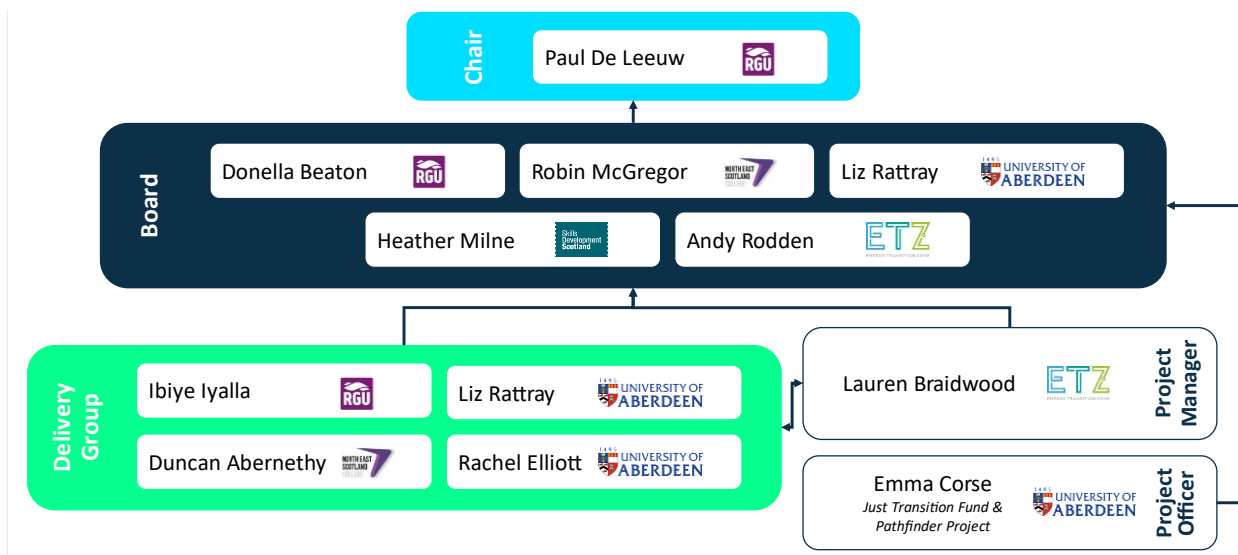 Chair
Paul De Leeuw
RGU
Board
Donella Beaton
RGU
Robin McGregor
NORTH EAST
SCOTLAND
COLLEGE
Liz Rattray
1495
UNIVERSITY OF
ABERDEEN
Heather Milne
Skills
Development
Scotland
Andy Rodden
ETZ
ENERGY TRANSITION ZONE
Delivery
Group
Ibiye Iyalla
RGU
Liz Rattray
1495
UNIVERSITY OF
ABERDEEN
Duncan Abernethy
NORTH EAST
SCOTLAND
COLLEGE
Rachel Elliott
1495
UNIVERSITY OF
ABERDEEN
Lauren Braidwood
ETZ
ENERGY TRANSITION ZONE
Project
Manager
Emma Corse
Just Transition Fund &
Pathfinder Project
1495
UNIVERSITY OF
ABERDEEN
Project
Officer